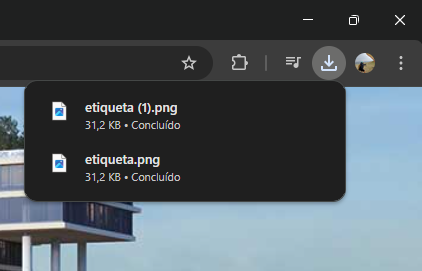 etiqueta (1).png
31,2 KB • Concluído
etiqueta.png
31,2 KB • Concluído